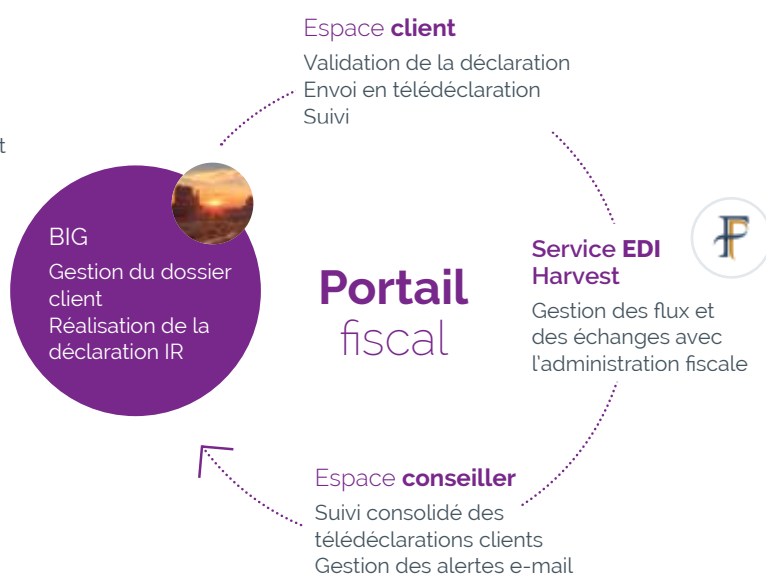 Espace client
Validation de la déclaration
Envoi en télédéclaration
Suivi
t
BIG
Gestion du dossier
client
Réalisation de la
déclaration IR
Portail
fiscal
Service EDI
Harvest
Gestion des flux et
des échanges avec
l'administration fiscale
Espace conseiller
Suivi consolidé des
télédéclarations clients
Gestion des alertes e-mail